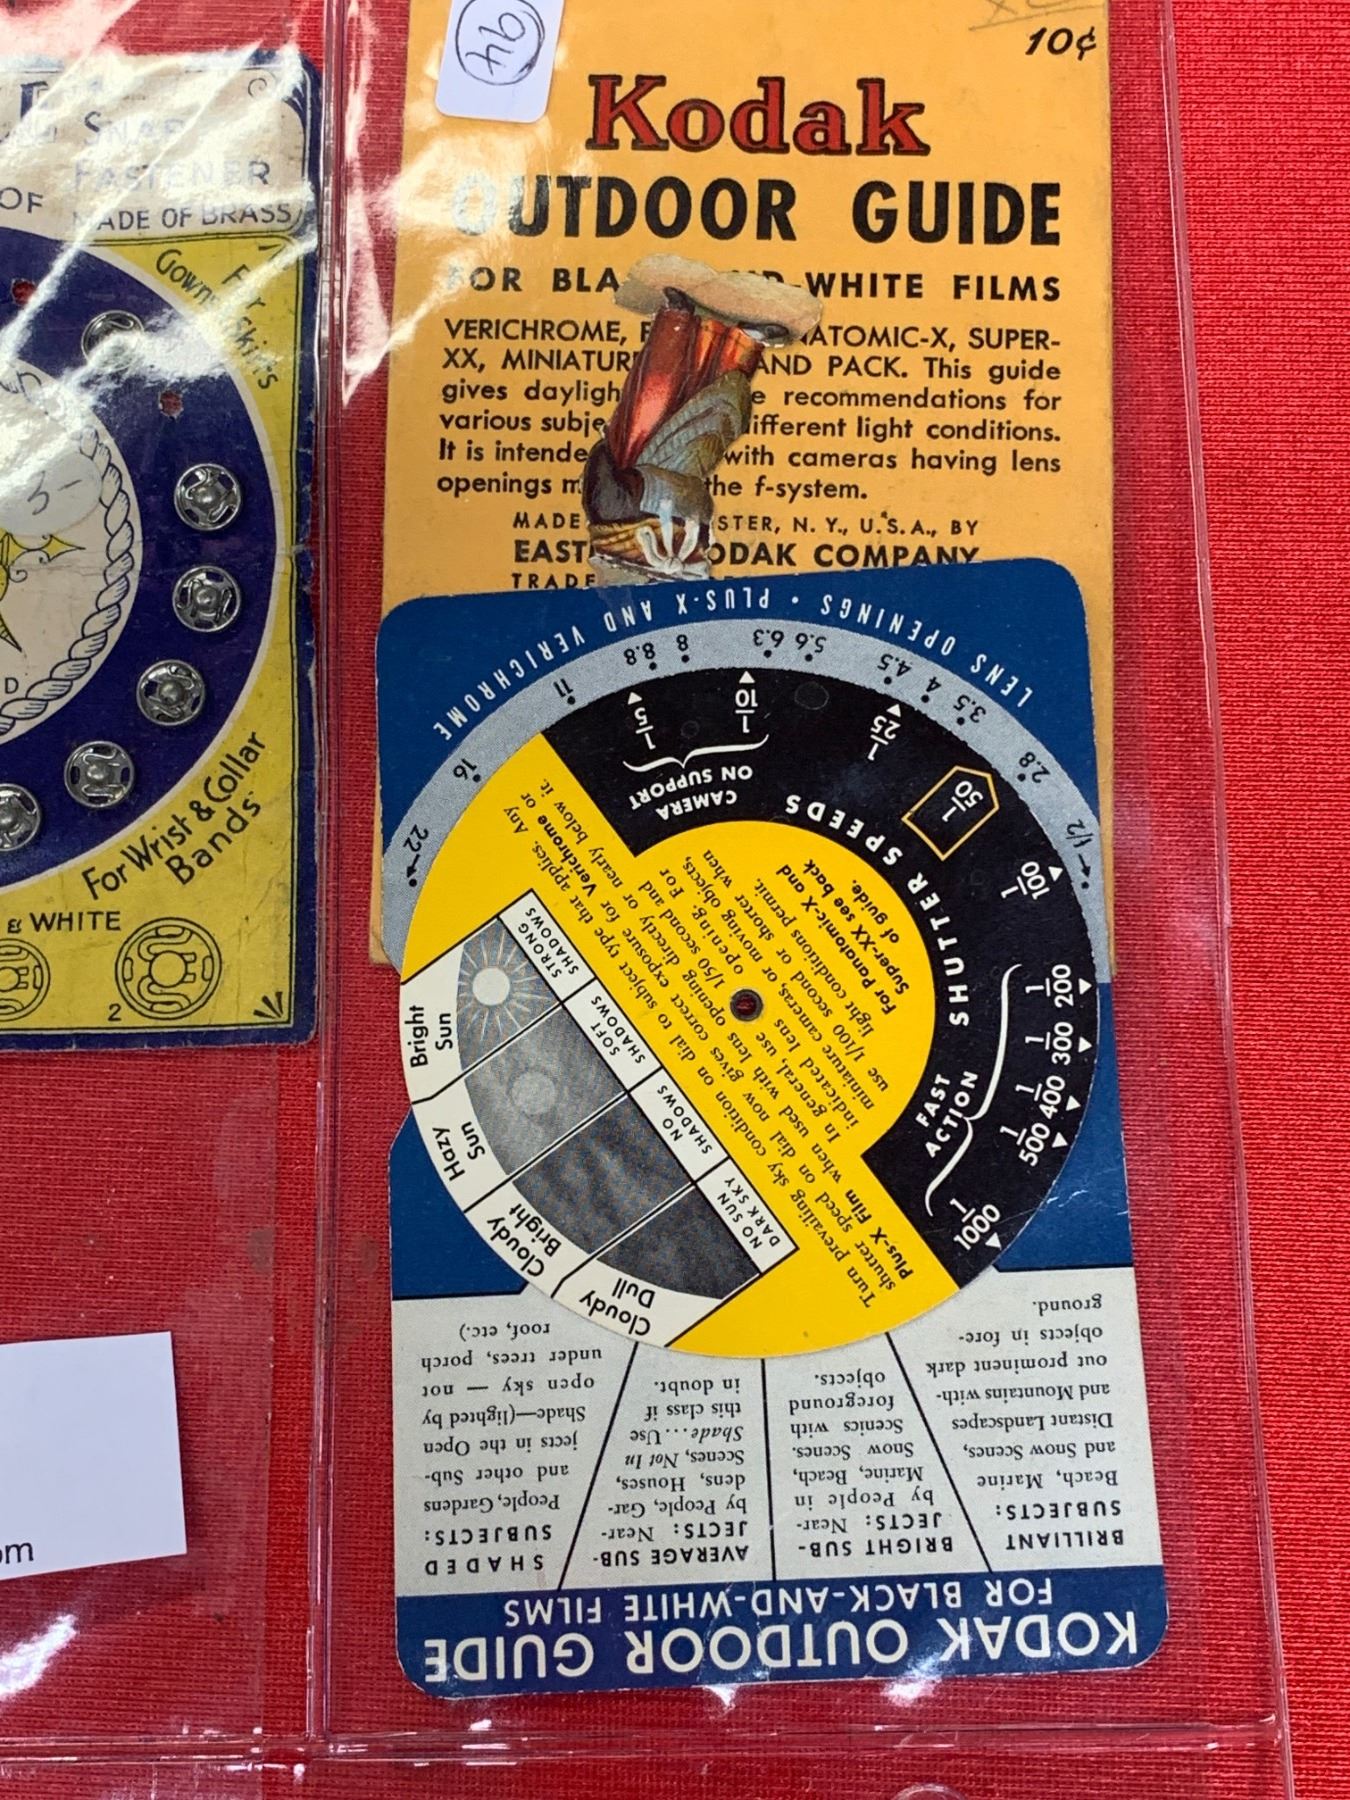 SNAP
FASTENER
OF
MADE OF BRASS
For
Gowns, Skirts
3-
D
For Wrist & Collar
Bands
& WHITE
2
om
94
10¢
Kodak
OUTDOOR GUIDE
FOR BLA ND-WHITE FILMS
VERICHROME, ATOMIC-X, SUPER-
XX, MINIATUR AND PACK. This guide
gives dayligh e recommendations for
various subje ifferent light conditions.
It is intende with cameras having lens
openings m the f-system.
MADE STER, N. Y., U.S.A., BY
EAST ODAK COMPANY
TRADE
KODAK OUTDOOR GUIDE
FOR BLACK-AND-WHITE FILMS
BRILLIANT
SUBJECTS:
Beach, Marine
and Snow Scenes,
Distant Landscapes
and Mountains with-
out prominent dark
objects in fore-
ground.
BRIGHT SUB-
JECTS: Near-
by People in
Marine, Beach,
Snow Scenes.
Scenics with
foreground
objects.
AVERAGE SUB-
JECTS: Near-
by People, Gar-
dens, Houses,
Scenes, Not In
Shade...Use
this class if
in doubt.
SHADED
SUBJECTS:
People, Gardens
and other Sub-
jects in the Open
Shade—(lighted by
open sky — not
under trees, porch
roof, etc.)
Bright
Sun
Hazy
Sun
Cloudy
Bright
Cloudy
Dull
STRONG
SHADOWS
SOFT
SHADOWS
NO
SHADOWS
NO SUN
DARK SKY
Turn prevailing sky condition on dial to subject type that applies. Any
shutter speed on dial now gives correct exposure for Verichrome or
Plus-X Film when used with lens opening directly or nearly below it.
In general, use 1/50 second and For
indicated lens opening. For
miniature cameras, or moving objects,
use 1/100 second or shorter when
light conditions permit.
For Panatomic-X and
Super-XX see back
of guide.
SHUTTER SPEEDS
FAST
ACTION
CAMERA
ON SUPPORT
1/1000
1/500
1/400
1/300
1/200
1/100
1/50
1/25
1/10
1/5
LENS OPENINGS • PLUS-X AND VERICHROME
f/2
2.8
3.5
4
4.5
5.6
6.3
8
8.8
11
16
22